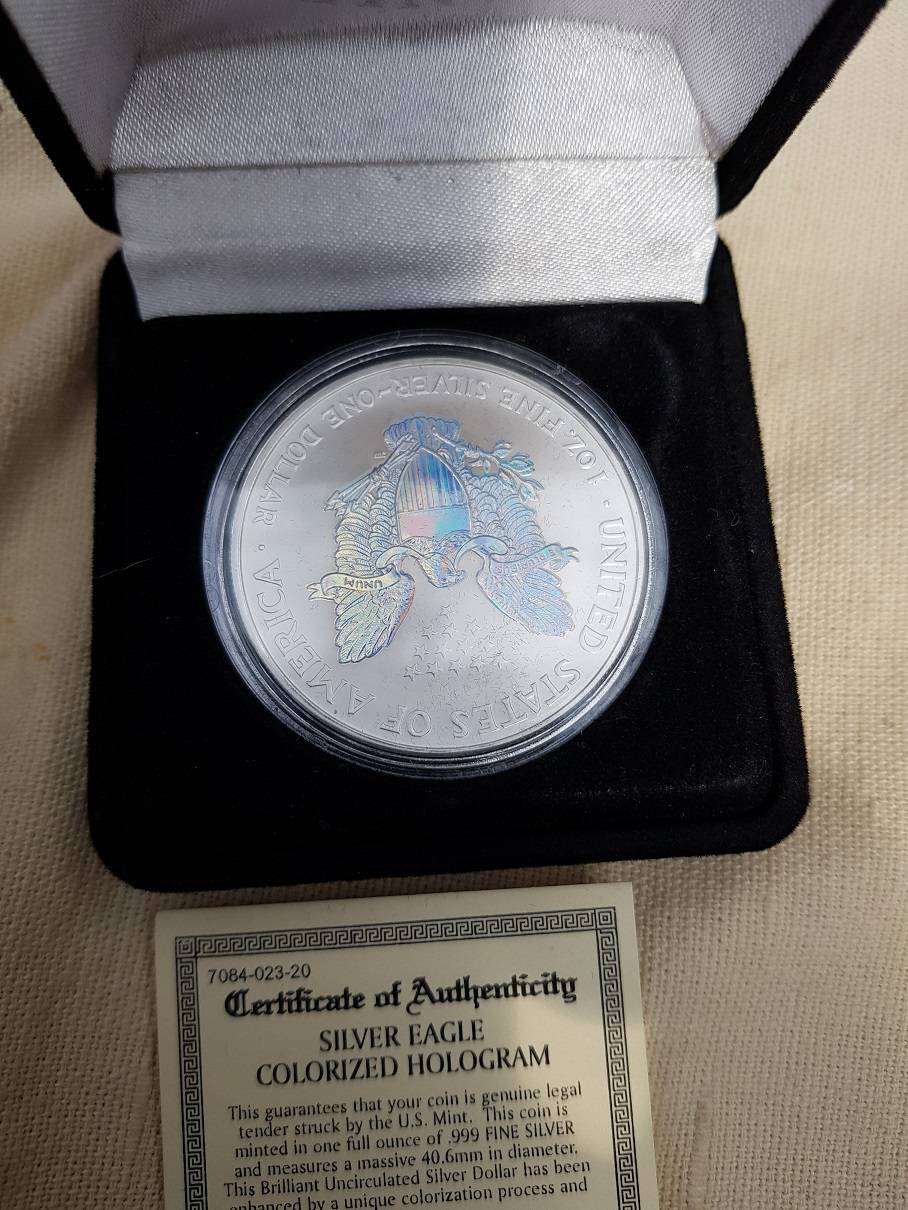 UNITED STATES OF AMERICA · 1 OZ. FINE SILVER~ONE DOLLAR ·
UNUM
7084-023-20
Certificate of Authenticity
SILVER EAGLE
COLORIZED HOLOGRAM
This guarantees that your coin is genuine legal
tender struck by the U.S. Mint. This coin is
minted in one full ounce of .999 FINE SILVER
and measures a massive 40.6mm in diameter.
This Brilliant Uncirculated Silver Dollar has been
enhanced by a unique colorization process and